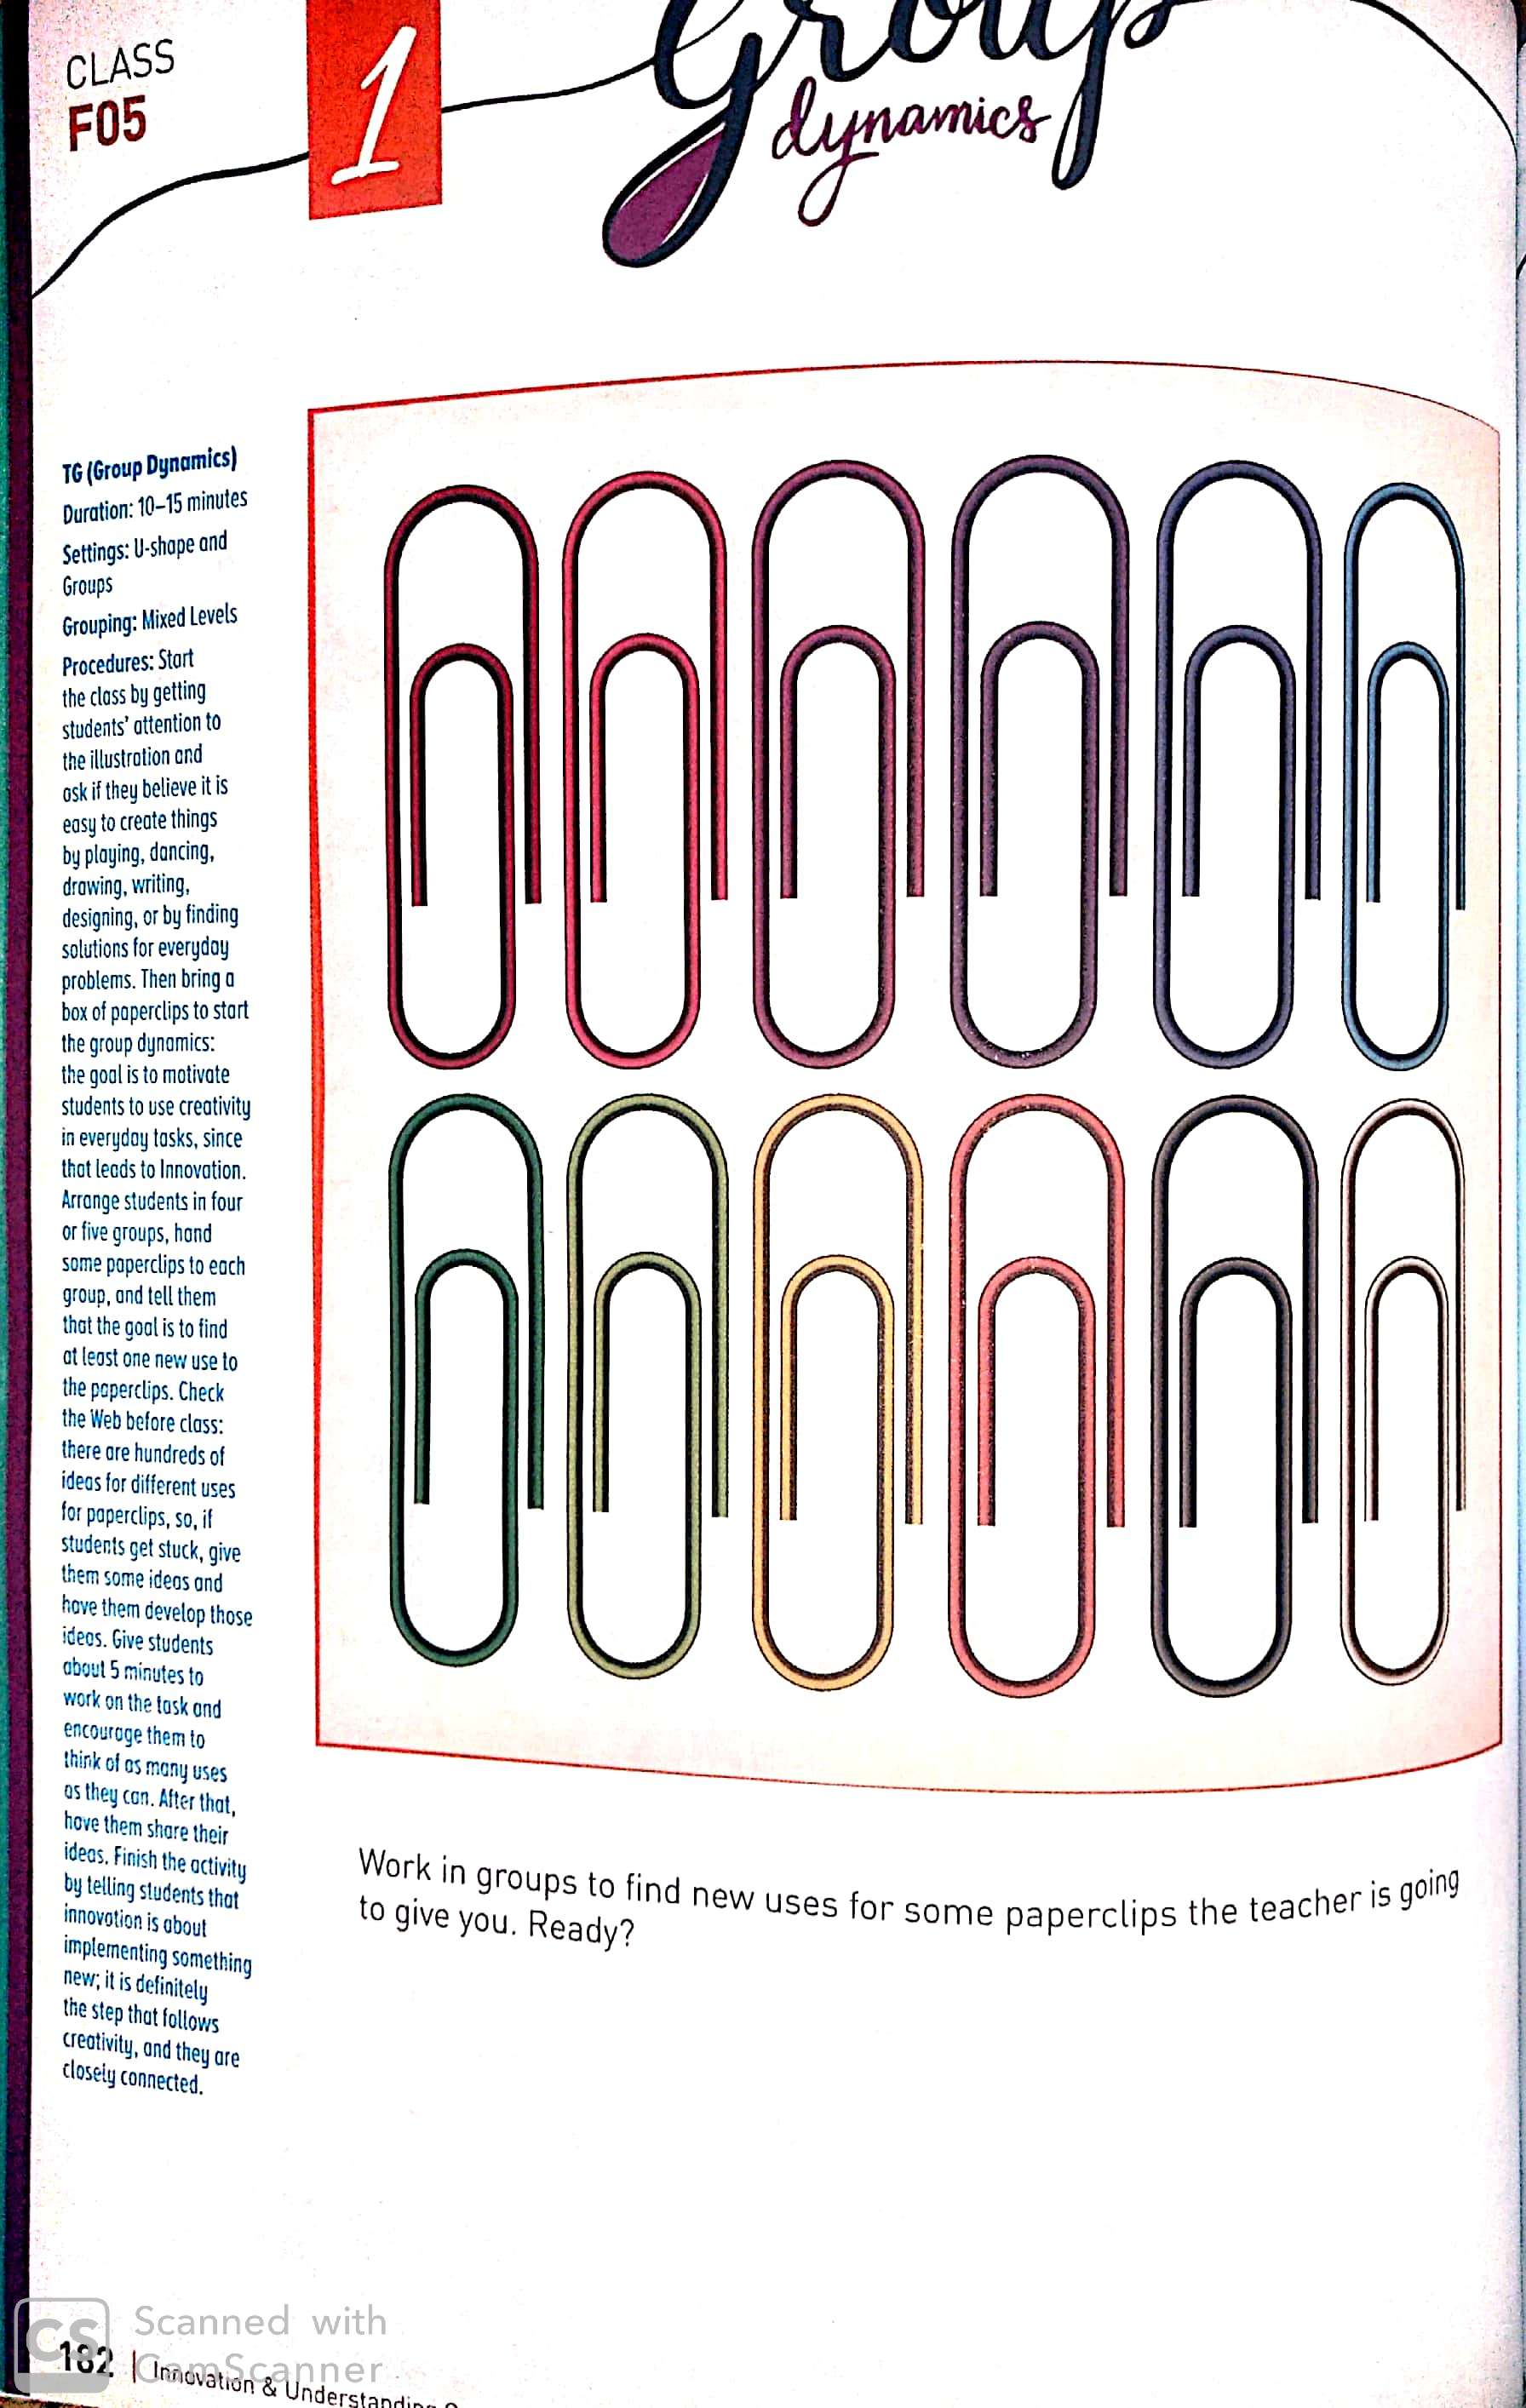 CLASS
F05
1
Group
dynamics
TG (Group Dynamics)
Duration: 10–15 minutes
Settings: U-shape and
Groups
Grouping: Mixed Levels
Procedures: Start
the class by getting
students' attention to
the illustration and
ask if they believe it is
easy to create things
by playing, dancing,
drawing, writing,
designing, or by finding
solutions for everyday
problems. Then bring a
box of paperclips to start
the group dynamics:
the goal is to motivate
students to use creativity
in everyday tasks, since
that leads to Innovation.
Arrange students in four
or five groups, hand
some paperclips to each
group, and tell them
that the goal is to find
at least one new use to
the paperclips. Check
the Web before class:
there are hundreds of
ideas for different uses
for paperclips, so, if
students get stuck, give
them some ideas and
have them develop those
ideas. Give students
about 5 minutes to
work on the task and
encourage them to
think of as many uses
as they can. After that,
have them share their
ideas. Finish the activity
by telling students that
innovation is about
implementing something
new; it is definitely
the step that follows
creativity, and they are
closely connected.
Work in groups to find new uses for some paperclips the teacher is going
to give you. Ready?
CS Scanned with
CamScanner
182 | Innovation & Understanding